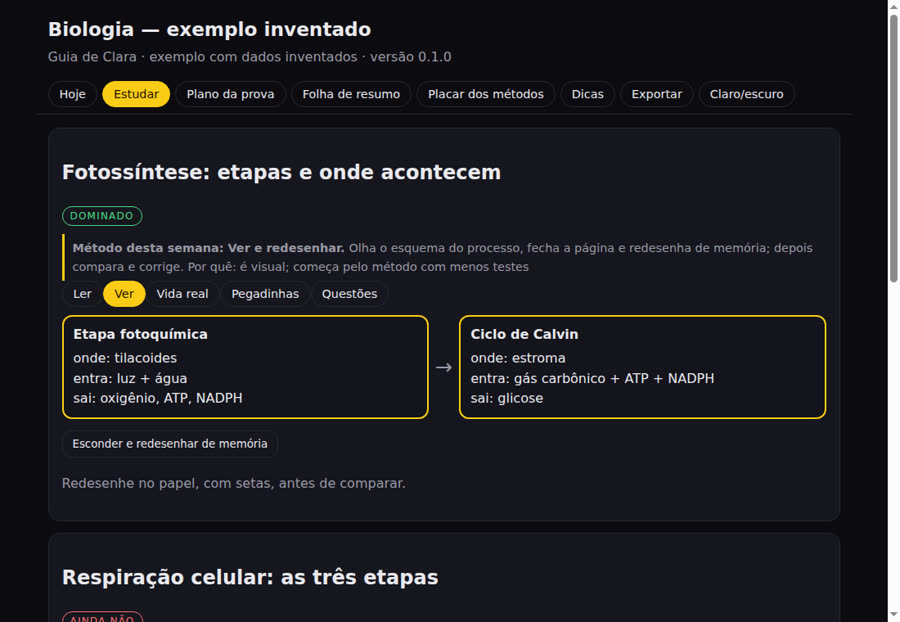 Biologia — exemplo inventado
Guia de Clara · exemplo com dados inventados · versão 0.1.0
Hoje
Estudar
Plano da prova
Folha de resumo
Placar dos métodos
Dicas
Exportar
Claro/escuro
Fotossíntese: etapas e onde acontecem
DOMINADO
Método desta semana: Ver e redesenhar. Olha o esquema do processo, fecha a página e redesenha de memória; depois
compara e corrige. Por quê: é visual; começa pelo método com menos testes
Ler
Ver
Vida real
Pegadinhas
Questões
Etapa fotoquímica
onde: tilacoides
entra: luz + água
sai: oxigênio, ATP, NADPH
→
Ciclo de Calvin
onde: estroma
entra: gás carbônico + ATP + NADPH
sai: glicose
Esconder e redesenhar de memória
Redesenhe no papel, com setas, antes de comparar.
Respiração celular: as três etapas
AINDA NÃO